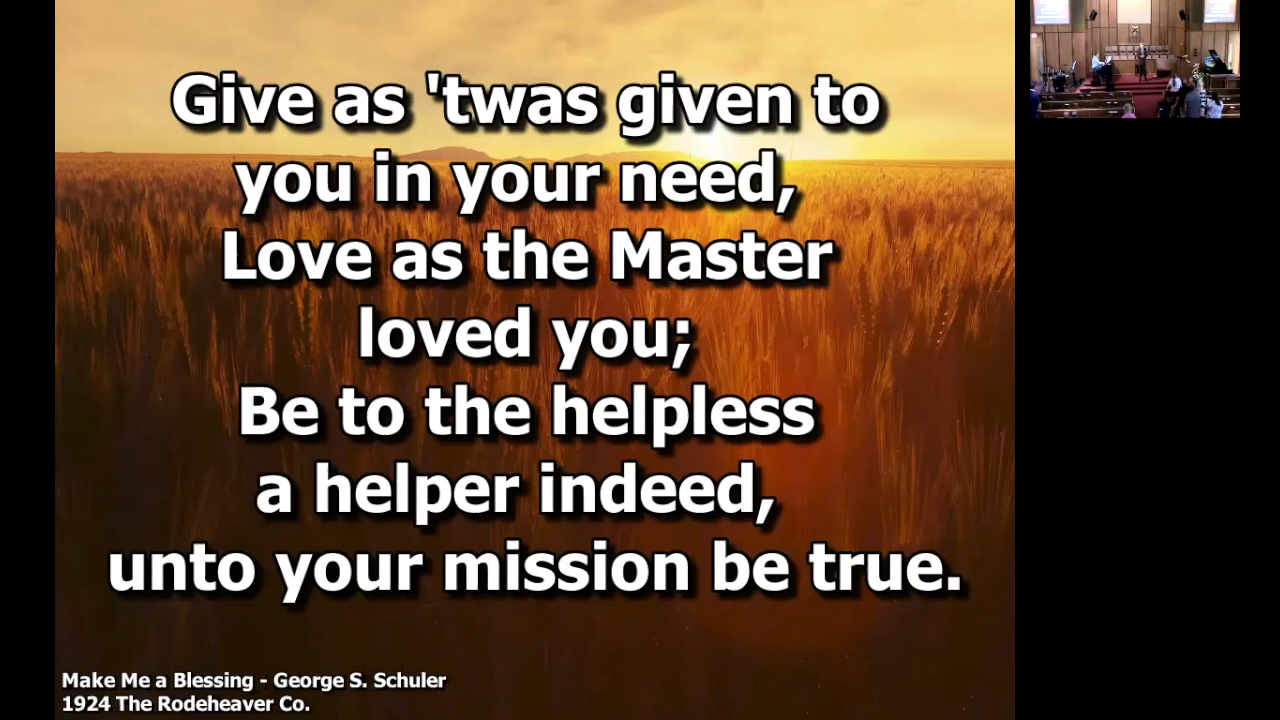 Give as 'twas given to
you in your need,
Love as the Master
loved you;
Be to the helpless
a helper indeed,
unto your mission be true.
Make Me a Blessing - George S. Schuler
1924 The Rodeheaver Co.